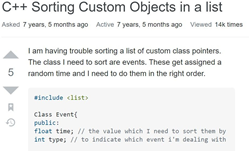 C++ Sorting Custom Objects in a list
Asked 7 years, 5 months ago Active 7 years, 5 months ago Viewed 14k times
I am having trouble sorting a list of custom class pointers.
The class I need to sort are events. These get assigned a
random time and I need to do them in the right order.
5
#include <list>
Class Event{
public:
float time; // the value which I need to sort them by
int type; // to indicate which event i'm dealing with